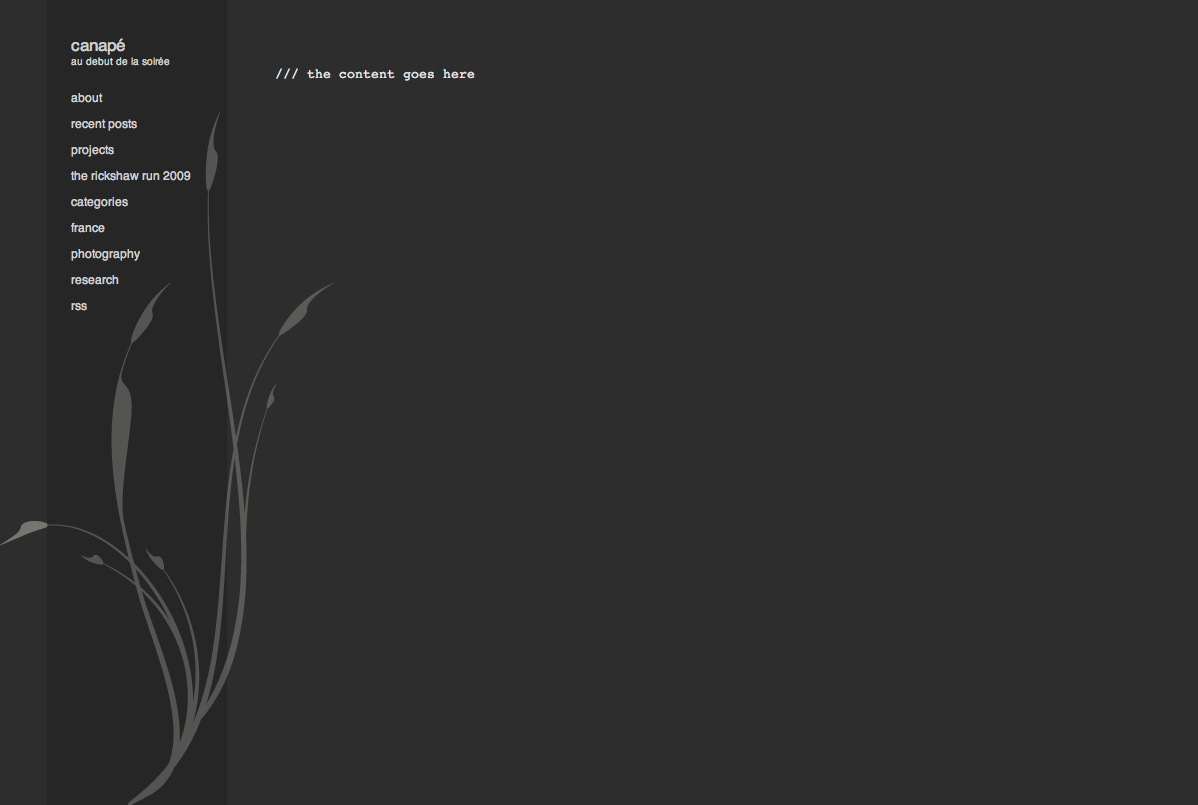 canapé
au debut de la soirée
about
recent posts
projects
the rickshaw run 2009
categories
france
photography
research
rss
/// the content goes here